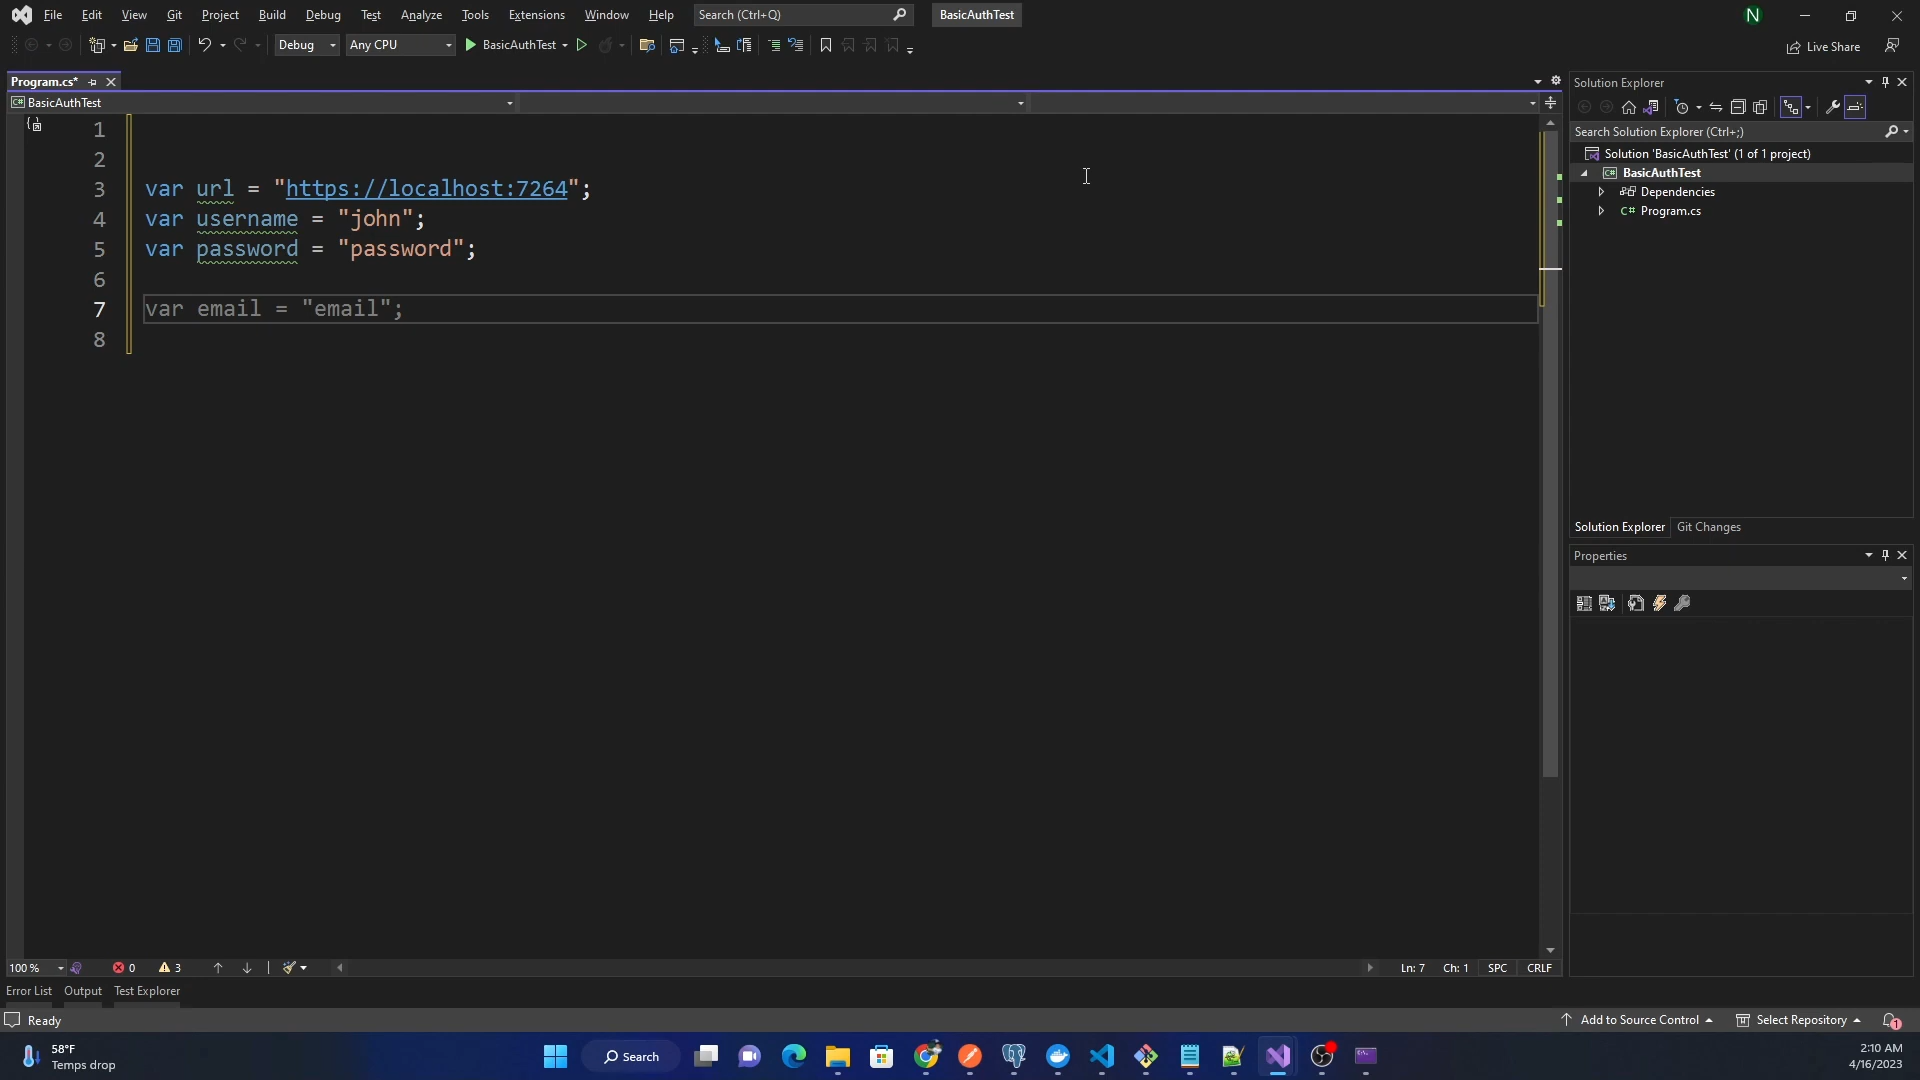 File Edit View Git Project Build Debug Test Analyze Tools Extensions Window Help Search (Ctrl+Q) BasicAuthTest N
Debug Any CPU BasicAuthTest Live Share
Program.cs*
C# BasicAuthTest
1
2
3 var url = "https://localhost:7264";
4 var username = "john";
5 var password = "password";
6
7 var email = "email";
8
Solution Explorer
Search Solution Explorer (Ctrl+;)
Solution 'BasicAuthTest' (1 of 1 project)
C# BasicAuthTest
Dependencies
C# Program.cs
Solution Explorer Git Changes
Properties
100 % 0 3 Ln: 7 Ch: 1 SPC CRLF
Error List Output Test Explorer
Ready Add to Source Control Select Repository 1
58°F
Temps drop
Search
2:10 AM
4/16/2023